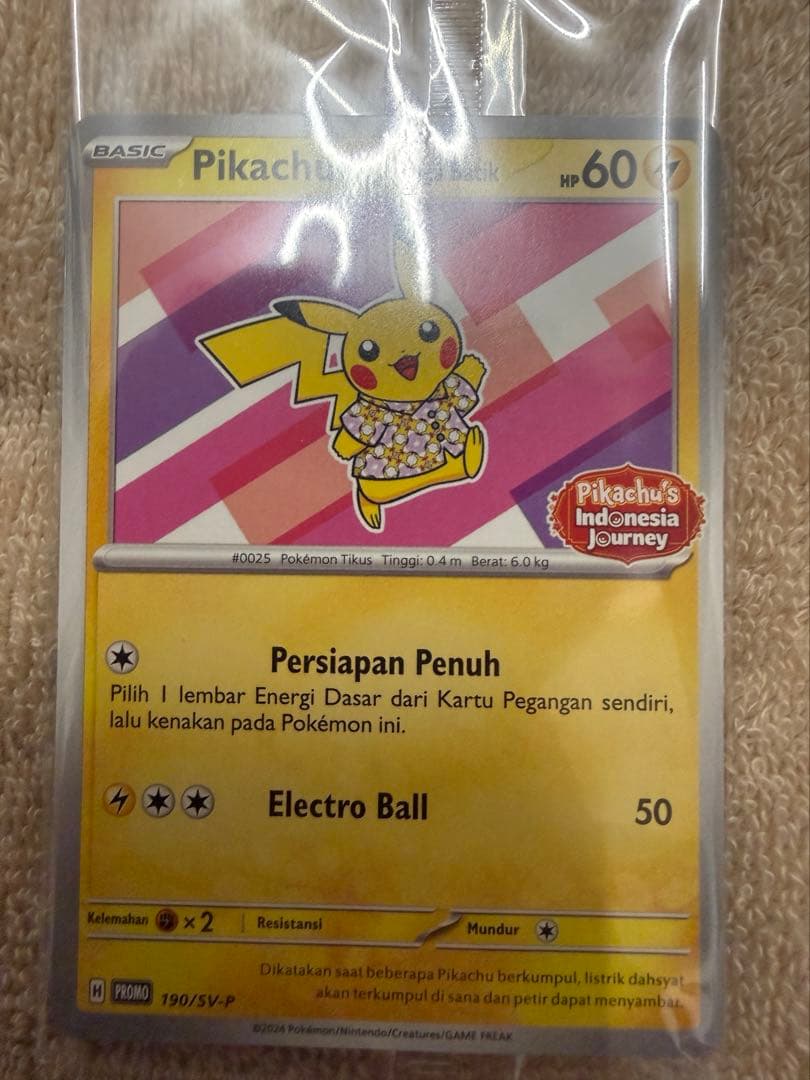 BASIC
Pikachu Batik HP 60
Pikachu's
Indonesia
Journey
#0025 Pokémon Tikus Tinggi: 0.4 m Berat: 6.0 kg
Persiapan Penuh
Pilih 1 lembar Energi Dasar dari Kartu Pegangan sendiri,
lalu kenakan pada Pokémon ini.
Electro Ball 50
Kelemahan ×2 Resistansi Mundur
Dikatakan saat beberapa Pikachu berkumpul, listrik dahsyat
akan terkumpul di sana dan petir dapat menyambar.
H PROMO 190/SV-P
©2024 Pokémon/Nintendo/Creatures/GAME FREAK